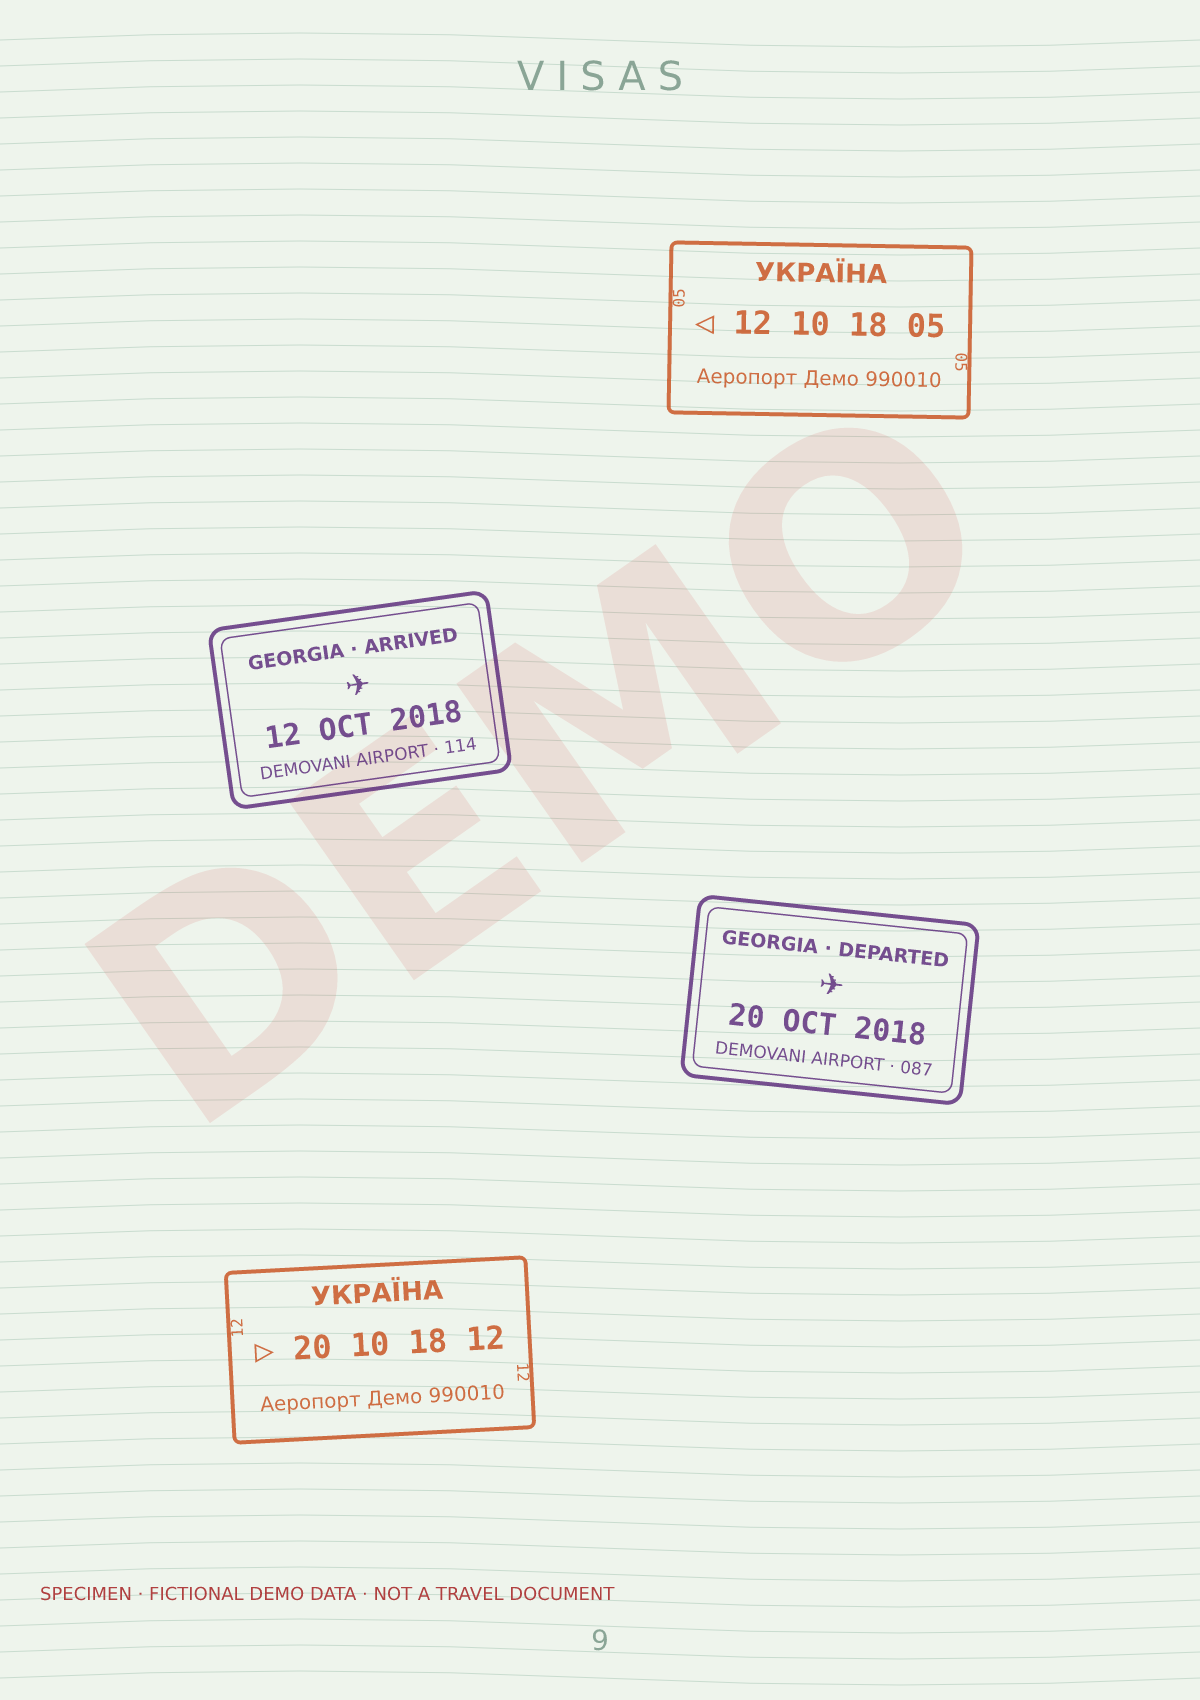 VISAS
УКРАЇНА
05
◁ 12 10 18 05
05
Аеропорт Демо 990010
DEMO
GEORGIA · ARRIVED
✈
12 OCT 2018
DEMOVANI AIRPORT · 114
GEORGIA · DEPARTED
✈
20 OCT 2018
DEMOVANI AIRPORT · 087
УКРАЇНА
12
▷ 20 10 18 12
12
Аеропорт Демо 990010
SPECIMEN · FICTIONAL DEMO DATA · NOT A TRAVEL DOCUMENT
9